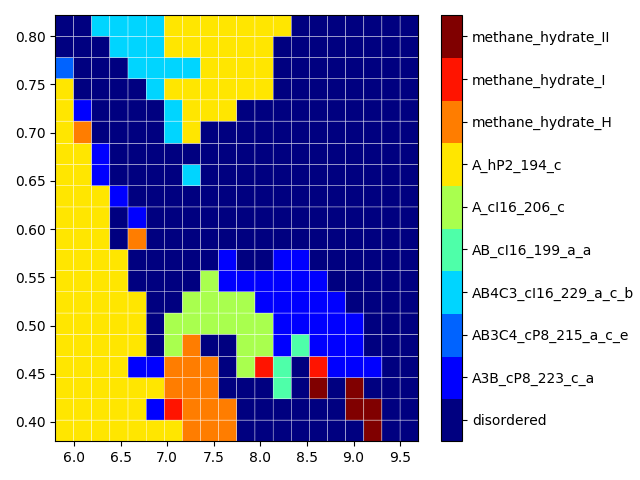 0.80
0.75
0.70
0.65
0.60
0.55
0.50
0.45
0.40
6.0 6.5 7.0 7.5 8.0 8.5 9.0 9.5
methane_hydrate_II
methane_hydrate_I
methane_hydrate_H
A_hP2_194_c
A_cI16_206_c
AB_cI16_199_a_a
AB4C3_cI16_229_a_c_b
AB3C4_cP8_215_a_c_e
A3B_cP8_223_c_a
disordered